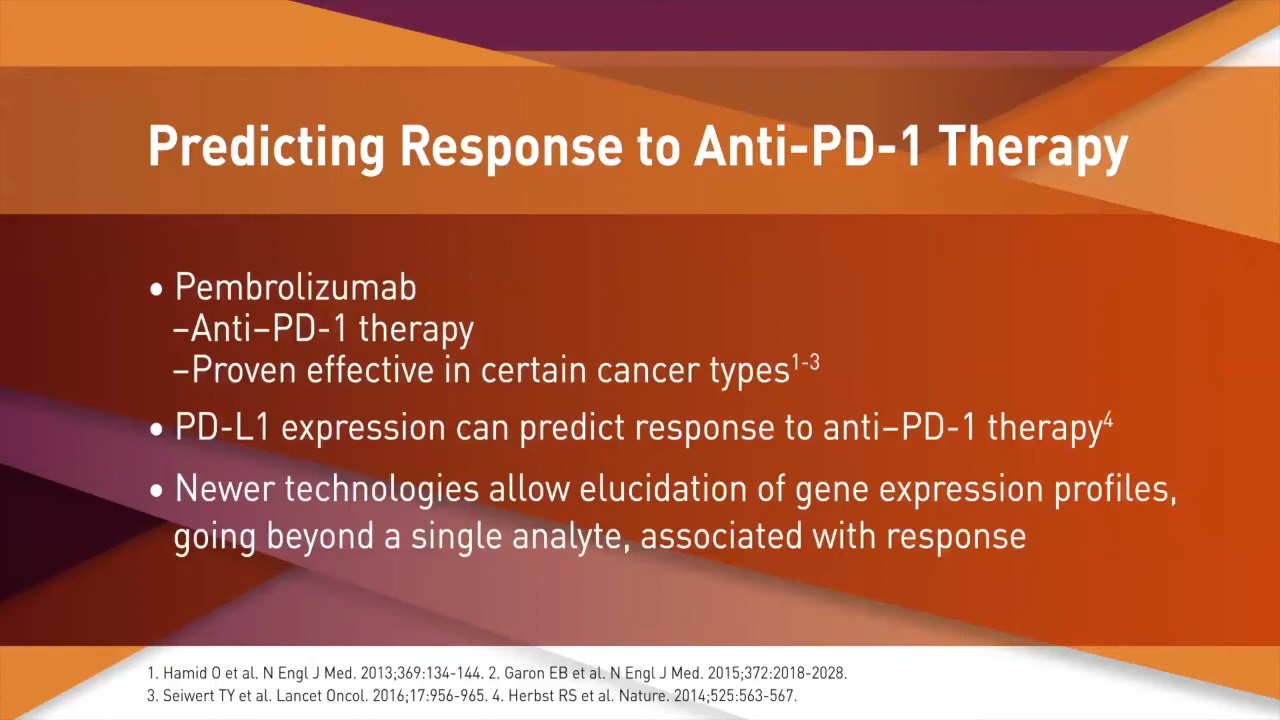 Predicting Response to Anti-PD-1 Therapy
• Pembrolizumab
–Anti–PD-1 therapy
–Proven effective in certain cancer types1-3
• PD-L1 expression can predict response to anti–PD-1 therapy4
• Newer technologies allow elucidation of gene expression profiles,
going beyond a single analyte, associated with response
1. Hamid O et al. N Engl J Med. 2013;369:134-144. 2. Garon EB et al. N Engl J Med. 2015;372:2018-2028.
3. Seiwert TY et al. Lancet Oncol. 2016;17:956-965. 4. Herbst RS et al. Nature. 2014;525:563-567.